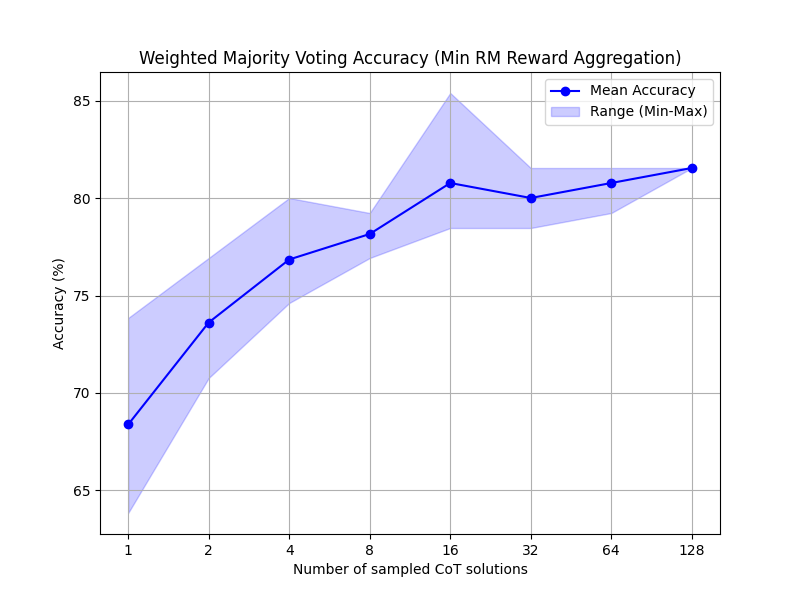 Weighted Majority Voting Accuracy (Min RM Reward Aggregation)
Mean Accuracy
Range (Min-Max)
85
80
75
70
65
Accuracy (%)
1 2 4 8 16 32 64 128
Number of sampled CoT solutions